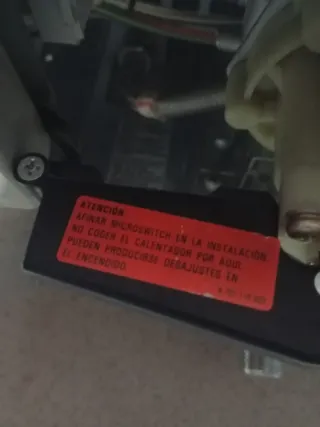 ATENCION
AFINAR MICROSWITCH EN LA INSTALACION.
NO COGER EL CALENTADOR POR AQUI.
PUEDEN PRODUCIRSE DESAJUSTES EN
EL ENCENDIDO.